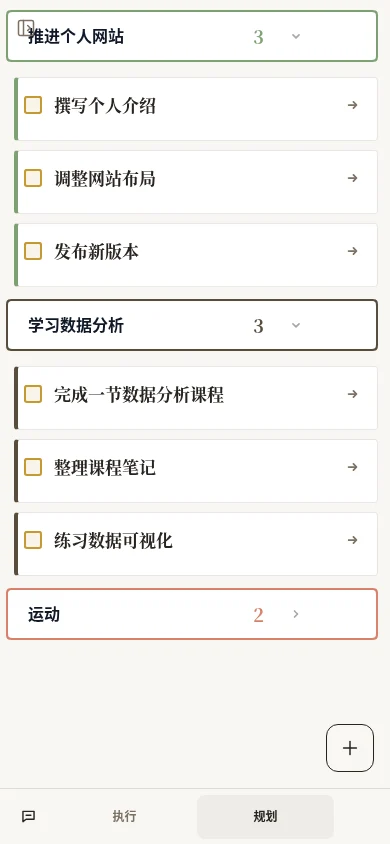 推进个人网站 3
撰写个人介绍
调整网站布局
发布新版本
学习数据分析 3
完成一节数据分析课程
整理课程笔记
练习数据可视化
运动 2
执行 规划